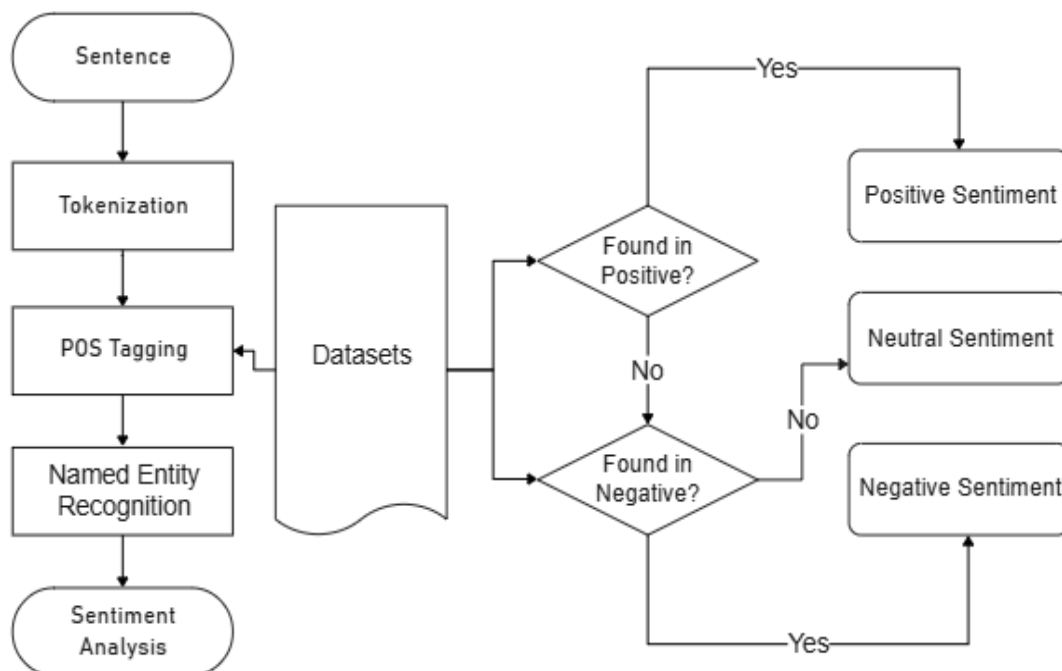 Sentence
Tokenization
POS Tagging
Named Entity
Recognition
Sentiment
Analysis
Datasets
Yes
Found in
Positive?
No
Found in
Negative?
No
Yes
Positive Sentiment
Neutral Sentiment
Negative Sentiment